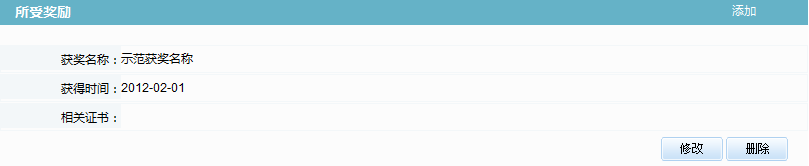 所受奖励 添加
获奖名称：示范获奖名称
获得时间：2012-02-01
相关证书：
修改 删除